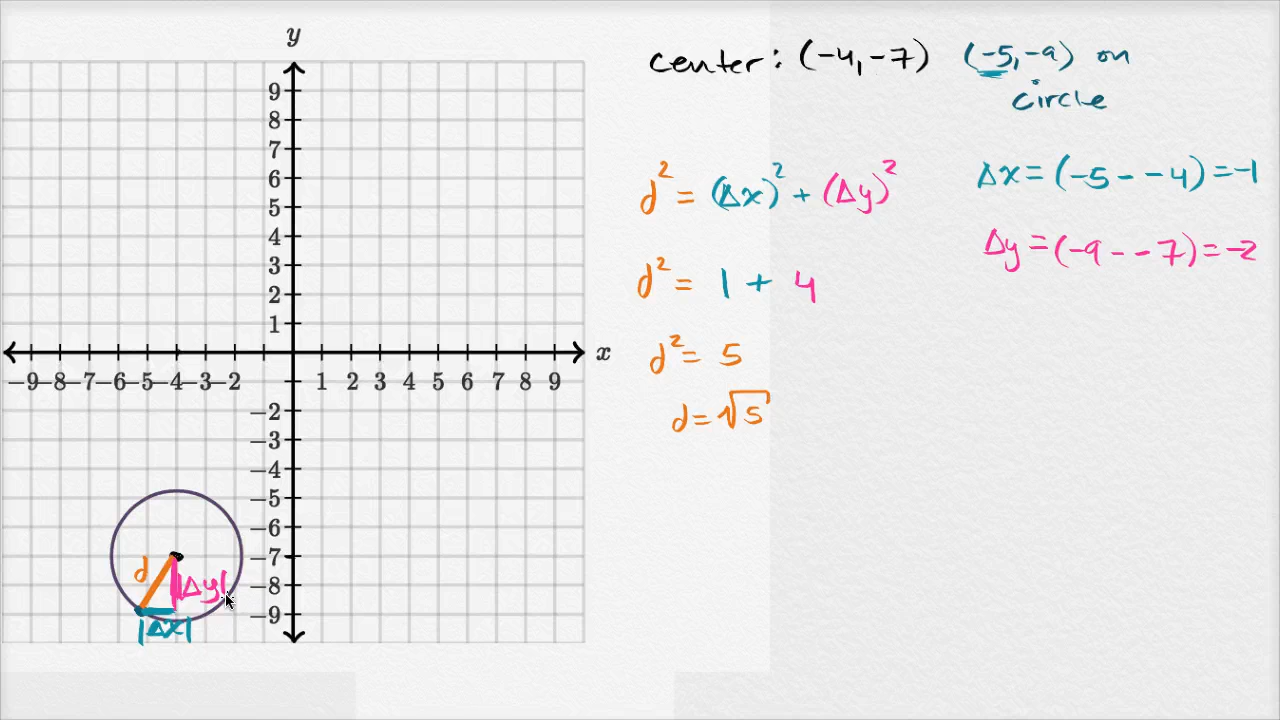 y
center: (-4,-7) (-5,-9) on
circle
d² = (Δx)² + (Δy)²
Δx = (-5 - -4) = -1
Δy = (-9 - -7) = -2
d² = 1 + 4
d² = 5
d = √5
9
8
7
6
5
4
3
2
1
x
-9 -8 -7 -6 -5 -4 -3 -2 1 2 3 4 5 6 7 8 9
-2
-3
-4
-5
-6
-7
-8
-9
d
|Δy|
|Δx|